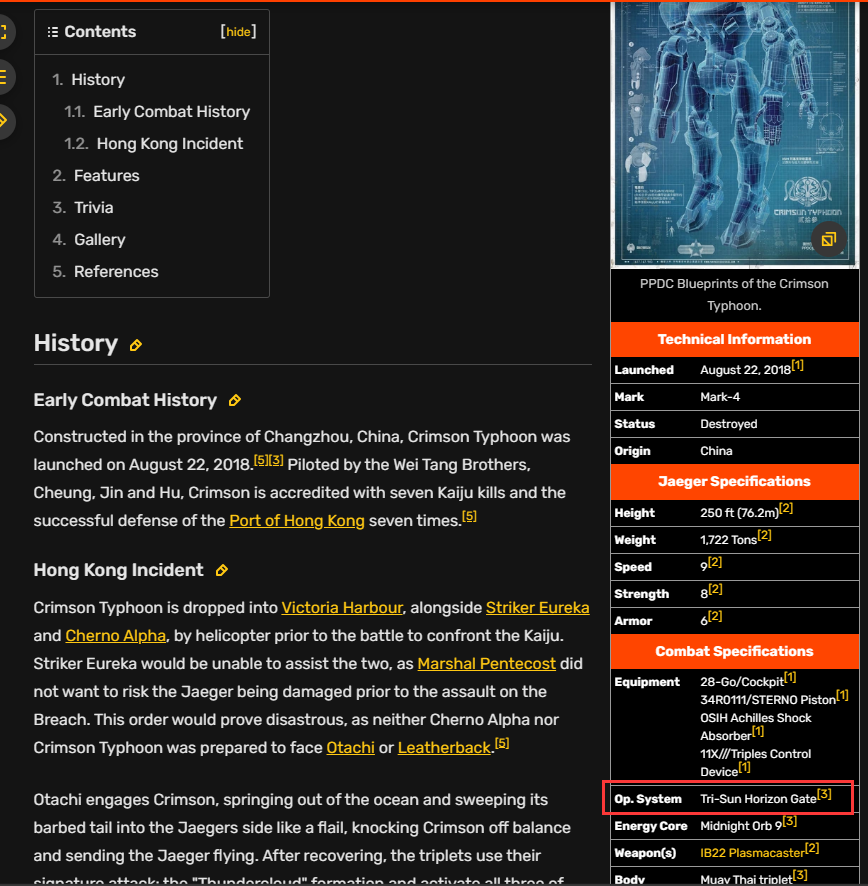 Contents [hide]
1. History
1.1. Early Combat History
1.2. Hong Kong Incident
2. Features
3. Trivia
4. Gallery
5. References
History
Early Combat History
Constructed in the province of Changzhou, China, Crimson Typhoon was
launched on August 22, 2018.[5][3] Piloted by the Wei Tang Brothers,
Cheung, Jin and Hu, Crimson is accredited with seven Kaiju kills and the
successful defense of the Port of Hong Kong seven times.[5]
Hong Kong Incident
Crimson Typhoon is dropped into Victoria Harbour, alongside Striker Eureka
and Cherno Alpha, by helicopter prior to the battle to confront the Kaiju.
Striker Eureka would be unable to assist the two, as Marshal Pentecost did
not want to risk the Jaeger being damaged prior to the assault on the
Breach. This order would prove disastrous, as neither Cherno Alpha nor
Crimson Typhoon was prepared to face Otachi or Leatherback.[5]
Otachi engages Crimson, springing out of the ocean and sweeping its
barbed tail into the Jaegers side like a flail, knocking Crimson off balance
and sending the Jaeger flying. After recovering, the triplets use their
signature attack: the "Thundercloud" formation and activate all three of
CRIMSON TYPHOON
PPDC Blueprints of the Crimson
Typhoon.
Technical Information
Launched August 22, 2018[1]
Mark Mark-4
Status Destroyed
Origin China
Jaeger Specifications
Height 250 ft (76.2m)[2]
Weight 1,722 Tons[2]
Speed 9[2]
Strength 8[2]
Armor 6[2]
Combat Specifications
Equipment 28-Go/Cockpit[1]
34R0111/STERNO Piston[1]
OSIH Achilles Shock
Absorber[1]
11X///Triples Control
Device[1]
Op. System Tri-Sun Horizon Gate[3]
Energy Core Midnight Orb 9[3]
Weapon(s) IB22 Plasmacaster[2]
Body Muay Thai triplet[3]